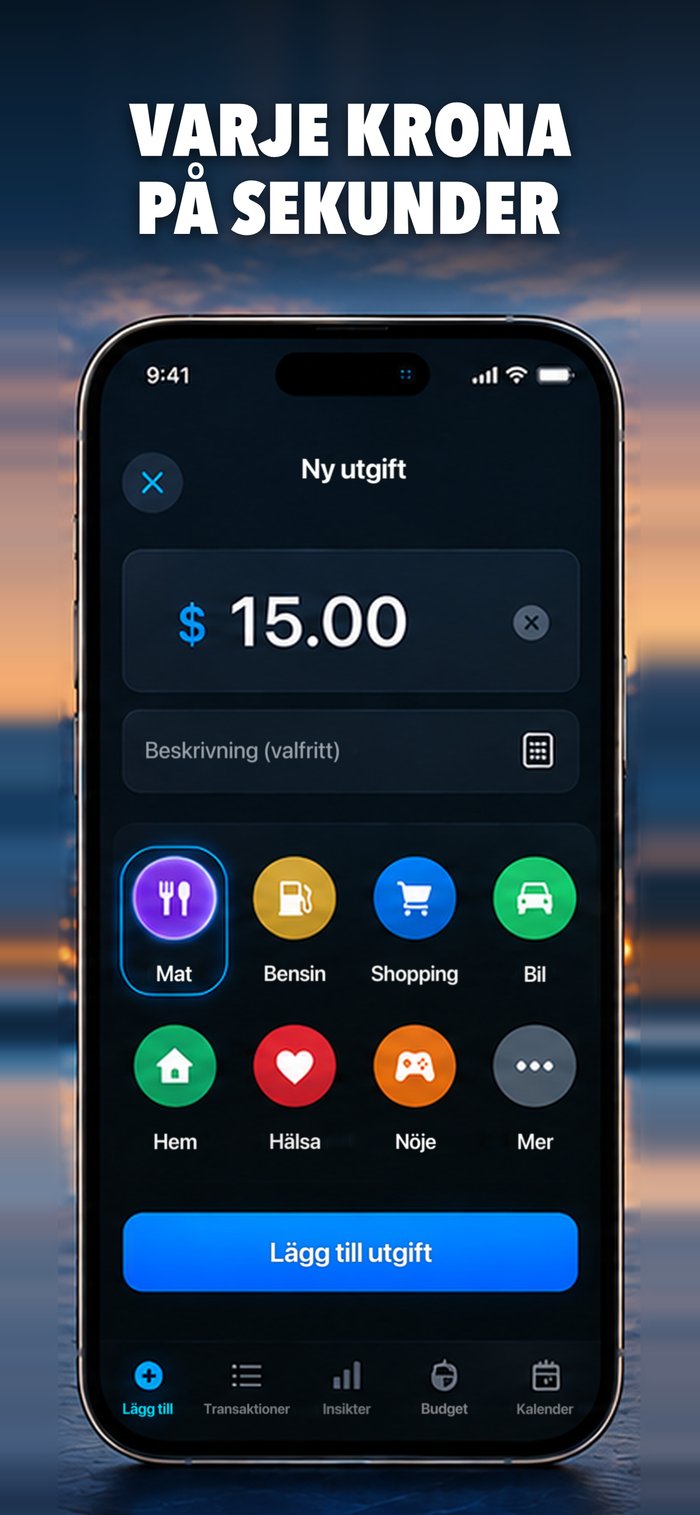 VARJE KRONA
PÅ SEKUNDER
9:41
Ny utgift
$ 15.00
Beskrivning (valfritt)
Mat Bensin Shopping Bil
Hem Hälsa Nöje Mer
Lägg till utgift
Lägg till Transaktioner Insikter Budget Kalender